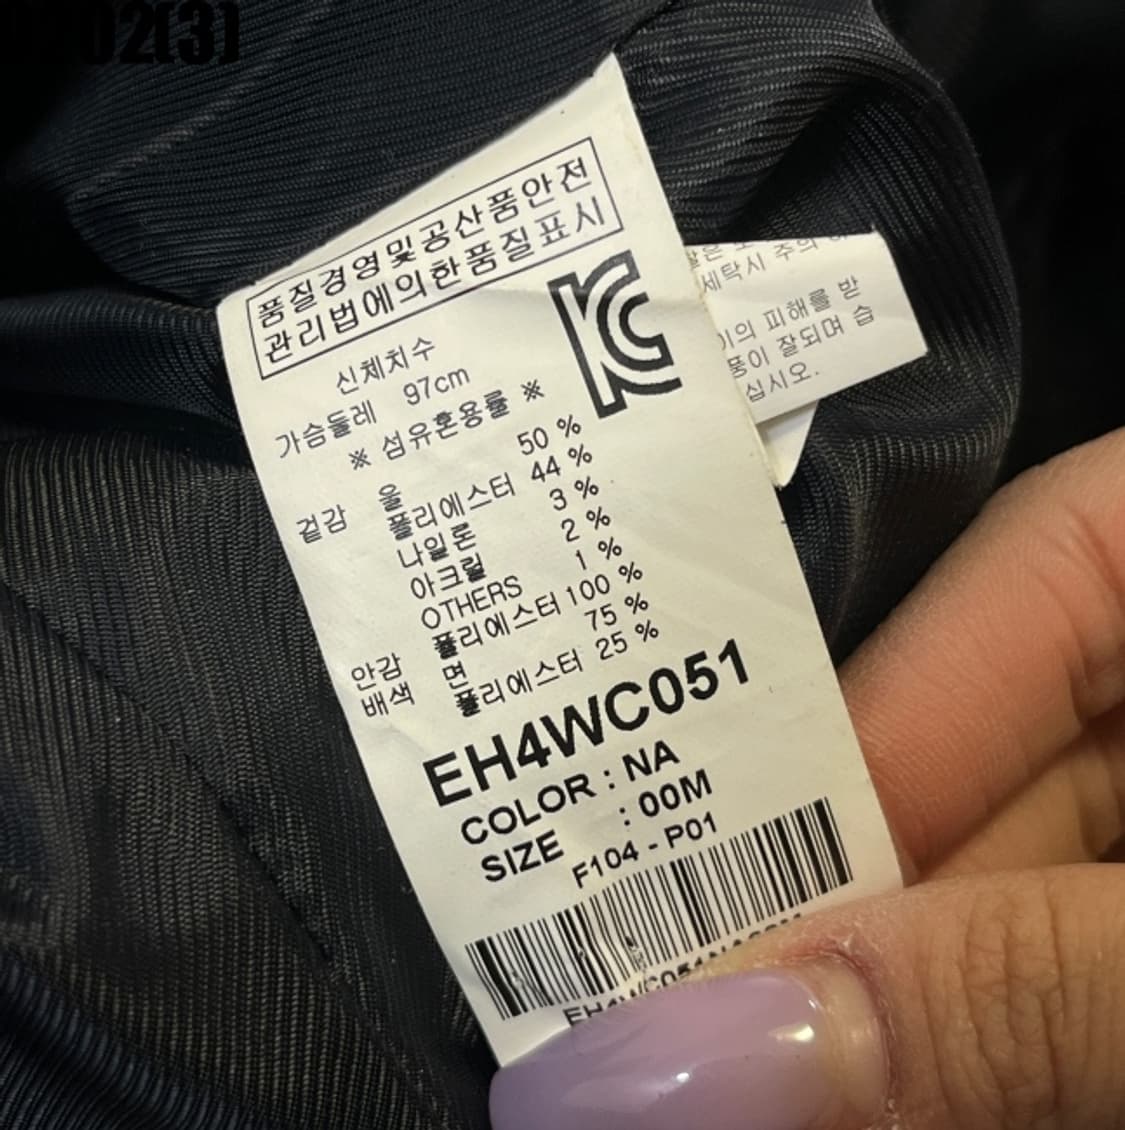 0202(3)
품질경영및공산품안전
관리법에의한품질표시
신체치수
가슴둘레 97cm
※ 섬유혼용률 ※
겉감 울 50 %
폴리에스터 44 %
나일론 3 %
아크릴 2 %
OTHERS 1 %
안감 폴리에스터 100 %
배색 면 75 %
폴리에스터 25 %
EH4WC051
COLOR : NA
SIZE : 00M
F104 - P01
세탁시 주의
이의 피해를 받
품이 잘되며 습
십시오.